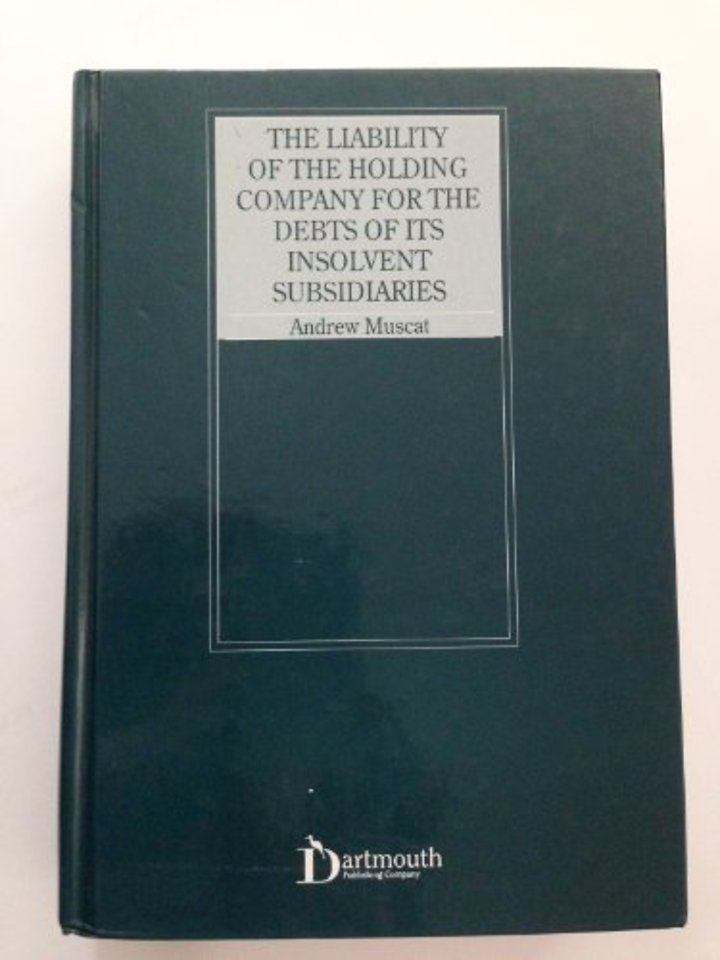 THE LIABILITY
OF THE HOLDING
COMPANY FOR THE
DEBTS OF ITS
INSOLVENT
SUBSIDIARIES
Andrew Muscat
Dartmouth
Publishing Company